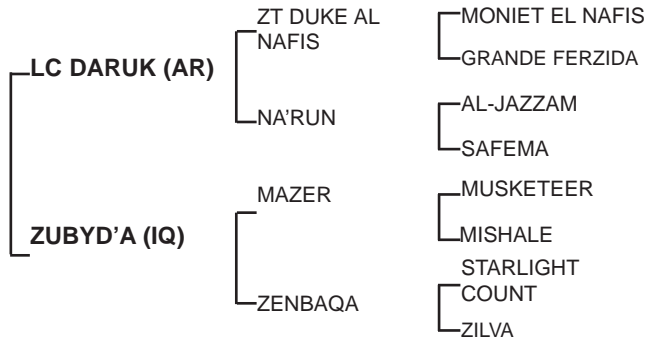 ZT DUKE AL
NAFIS
MONIET EL NAFIS
GRANDE FERZIDA
LC DARUK (AR)
NA’RUN
AL-JAZZAM
SAFEMA
MAZER
MUSKETEER
MISHALE
ZUBYD’A (IQ)
ZENBAQA
STARLIGHT
COUNT
ZILVA